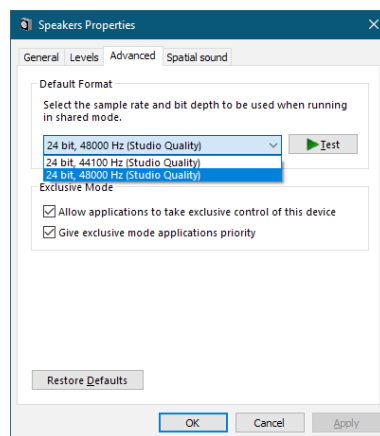 Speakers Properties
General Levels Advanced Spatial sound
Default Format
Select the sample rate and bit depth to be used when running
in shared mode.
24 bit, 48000 Hz (Studio Quality)
Test
24 bit, 44100 Hz (Studio Quality)
24 bit, 48000 Hz (Studio Quality)
Exclusive Mode
Allow applications to take exclusive control of this device
Give exclusive mode applications priority
Restore Defaults
OK Cancel Apply